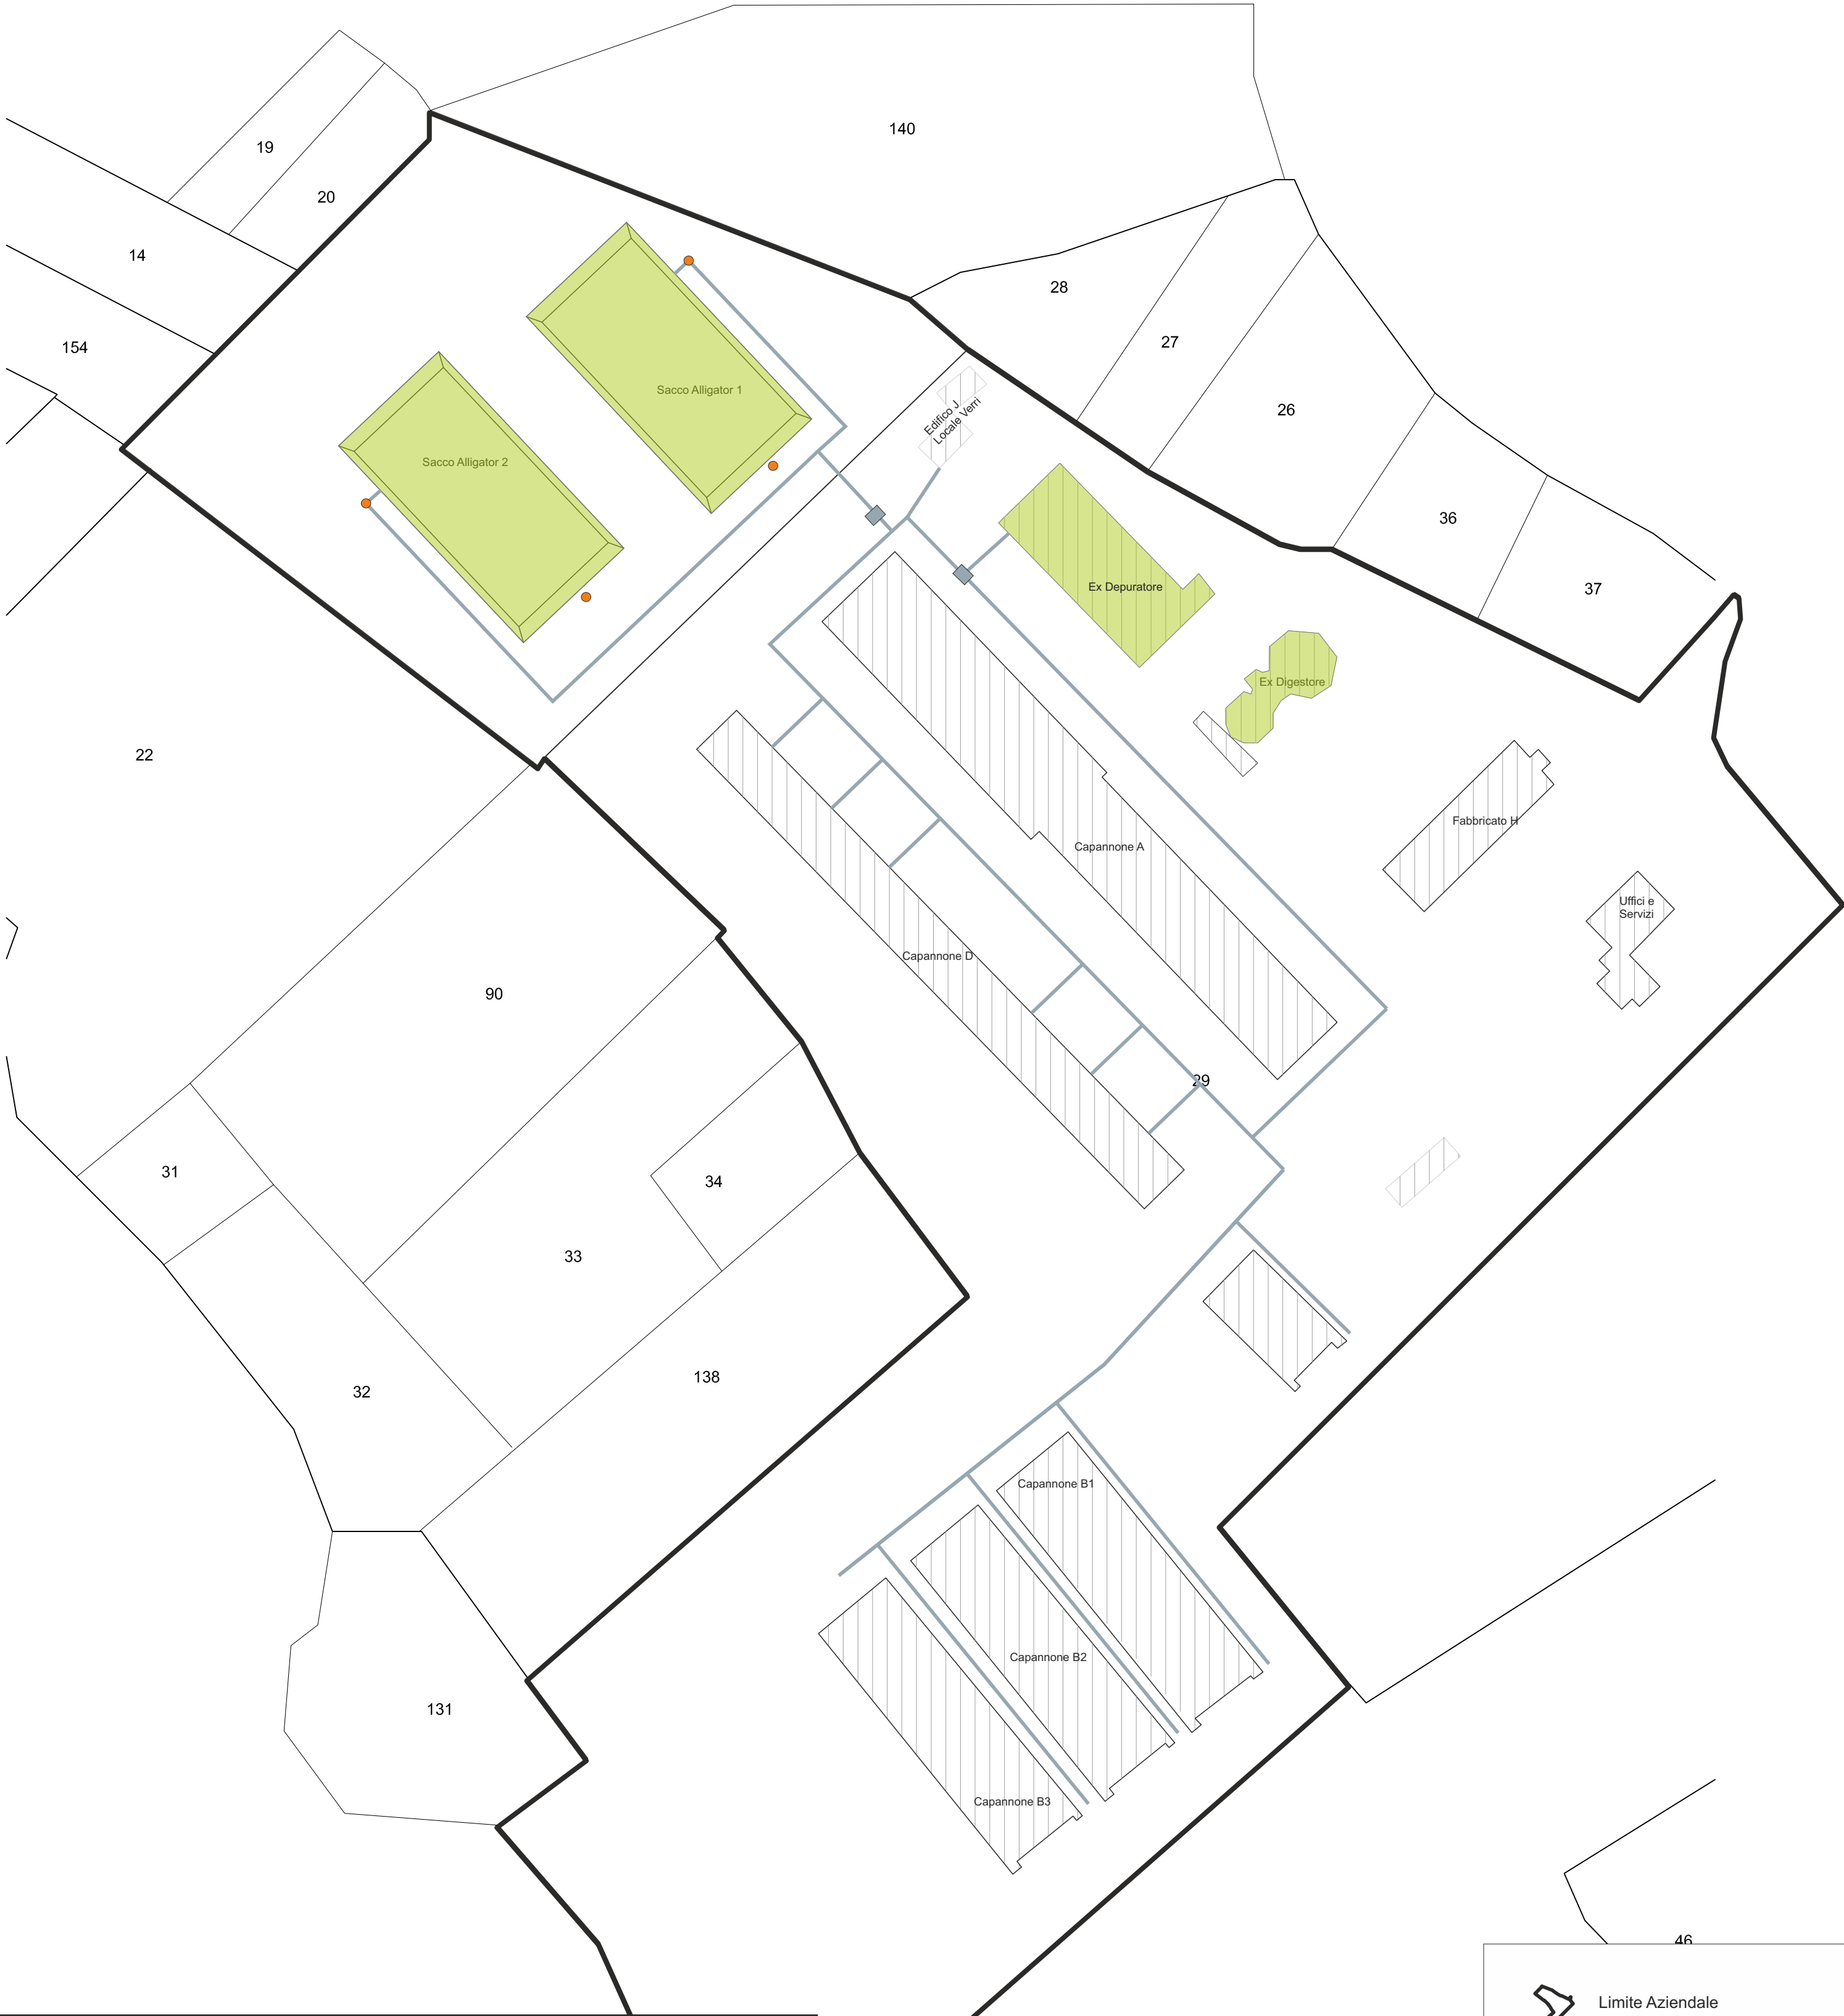 140
19
20
14
28
27
154
Sacco Alligator 1
26
Edifico J
Locale Verri
Sacco Alligator 2
36
Ex Depuratore
37
Ex Digestore
22
Fabbricato H
Capannone A
Uffici e
Servizi
Capannone D
90
29
31
34
33
138
32
Capannone B1
Capannone B2
131
Capannone B3
46
Limite Aziendale